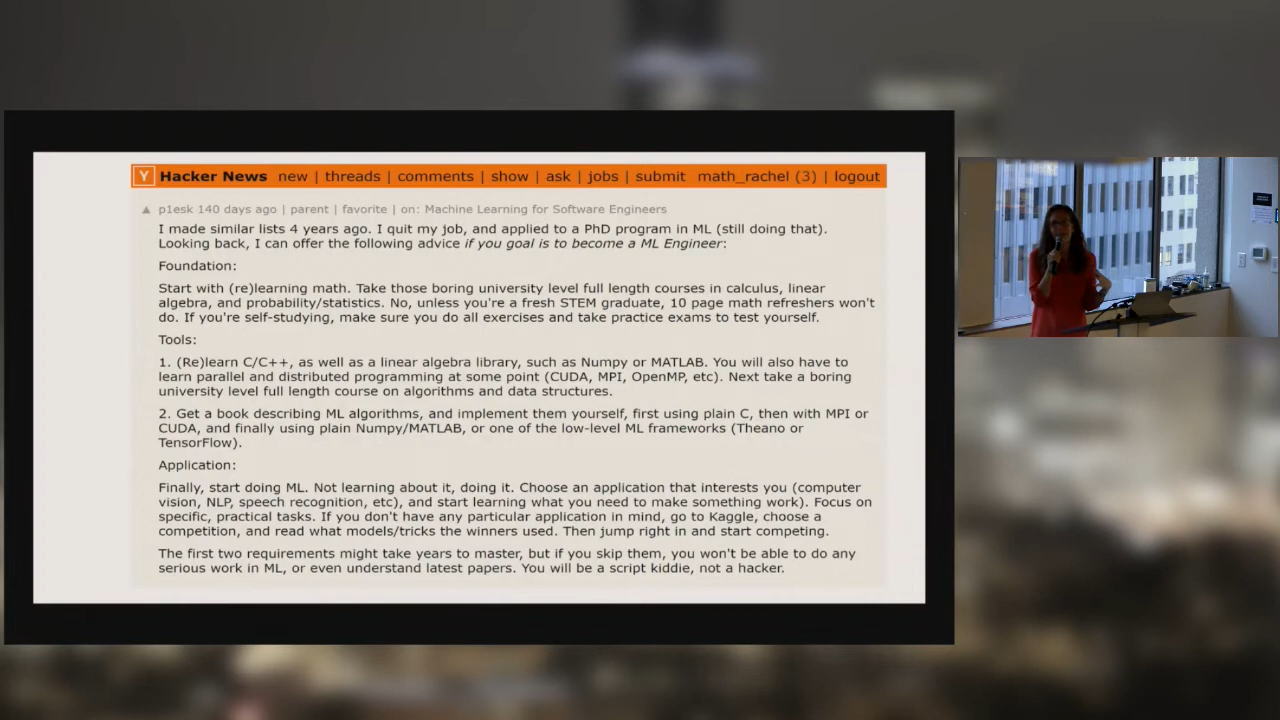 Y Hacker News new | threads | comments | show | ask | jobs | submit math_rachel (3) | logout
▲ p1esk 140 days ago | parent | favorite | on: Machine Learning for Software Engineers
I made similar lists 4 years ago. I quit my job, and applied to a PhD program in ML (still doing that).
Looking back, I can offer the following advice if you goal is to become a ML Engineer:
Foundation:
Start with (re)learning math. Take those boring university level full length courses in calculus, linear
algebra, and probability/statistics. No, unless you're a fresh STEM graduate, 10 page math refreshers won't
do. If you're self-studying, make sure you do all exercises and take practice exams to test yourself.
Tools:
1. (Re)learn C/C++, as well as a linear algebra library, such as Numpy or MATLAB. You will also have to
learn parallel and distributed programming at some point (CUDA, MPI, OpenMP, etc). Next take a boring
university level full length course on algorithms and data structures.
2. Get a book describing ML algorithms, and implement them yourself, first using plain C, then with MPI or
CUDA, and finally using plain Numpy/MATLAB, or one of the low-level ML frameworks (Theano or
TensorFlow).
Application:
Finally, start doing ML. Not learning about it, doing it. Choose an application that interests you (computer
vision, NLP, speech recognition, etc), and start learning what you need to make something work). Focus on
specific, practical tasks. If you don't have any particular application in mind, go to Kaggle, choose a
competition, and read what models/tricks the winners used. Then jump right in and start competing.
The first two requirements might take years to master, but if you skip them, you won't be able to do any
serious work in ML, or even understand latest papers. You will be a script kiddie, not a hacker.